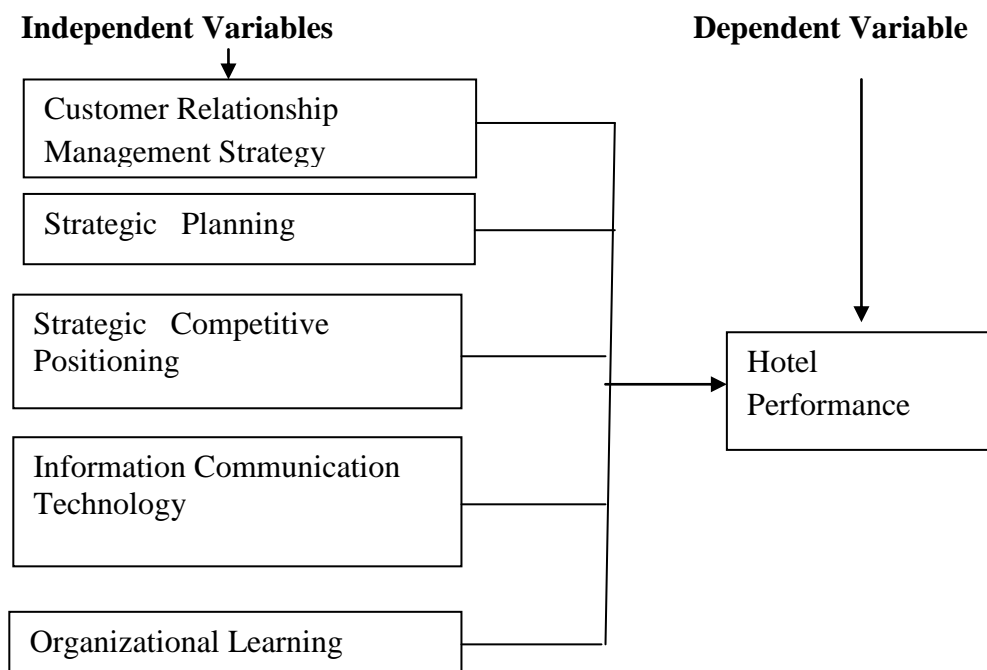 Independent Variables
Dependent Variable
Customer Relationship
Management Strategy
Strategic Planning
Strategic Competitive
Positioning
Hotel
Performance
Information Communication
Technology
Organizational Learning